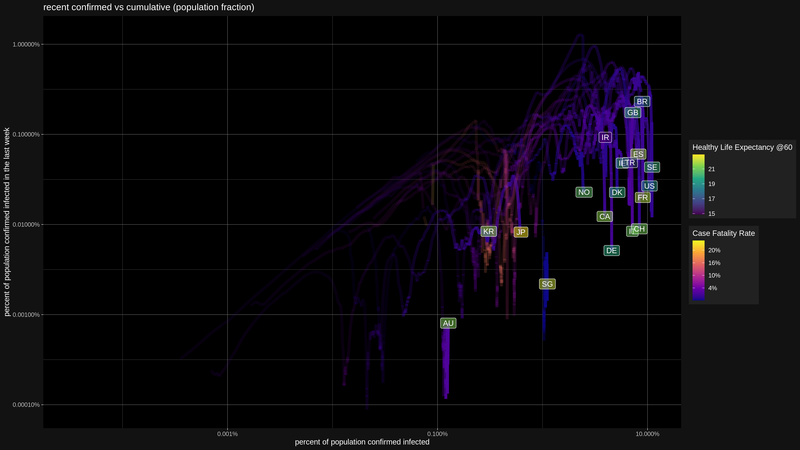 recent confirmed vs cumulative (population fraction)
percent of population confirmed infected in the last week
1.00000%
0.10000%
0.01000%
0.00100%
0.00010%
BR
GB
IR
ES
TR
SE
US
NO
DK
FR
CA
KR
JP
CH
DE
SG
AU
0.001%
0.100%
10.000%
percent of population confirmed infected
Healthy Life Expectancy @60
21
19
17
15
Case Fatality Rate
20%
16%
10%
4%